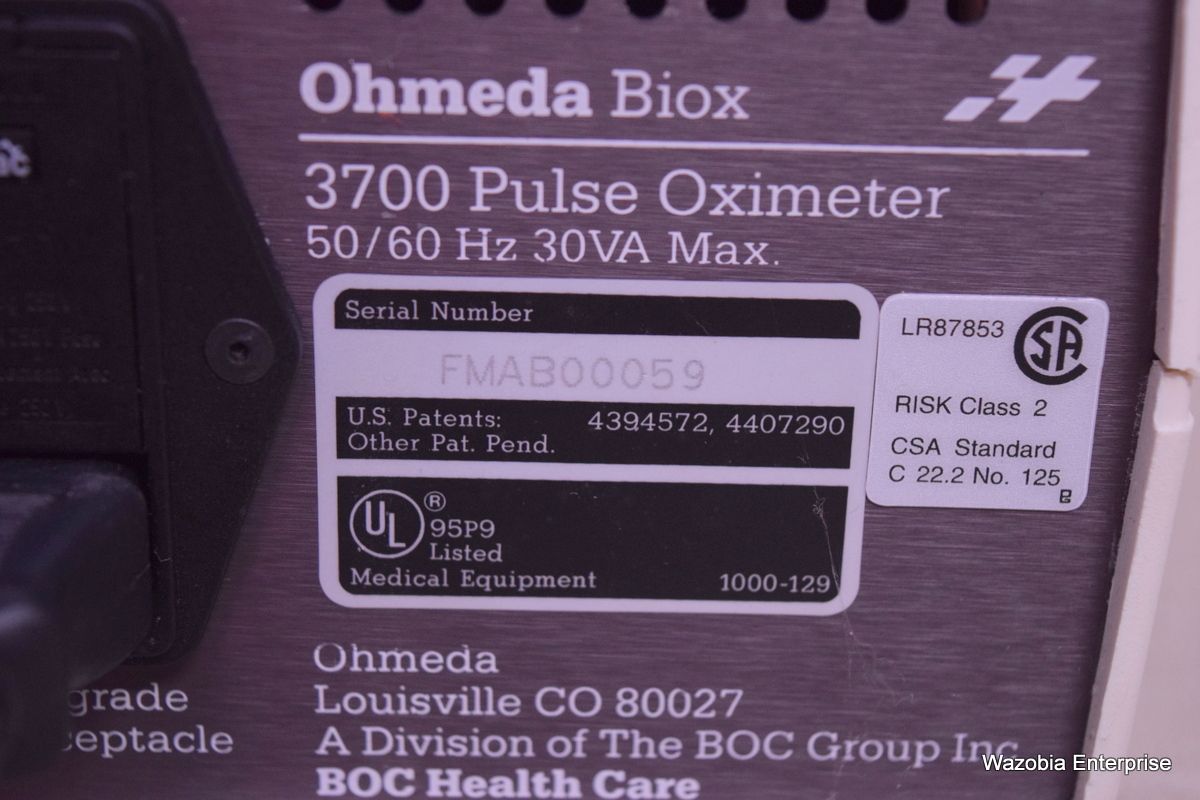 Ohmeda Biox
3700 Pulse Oximeter
50/60 Hz 30VA Max.
Serial Number
FMAB00059
U.S. Patents: 4394572, 4407290
Other Pat. Pend.
UL ®
95P9
Listed
Medical Equipment 1000-129
LR87853 SA
RISK Class 2
CSA Standard
C 22.2 No. 125
Ohmeda
Louisville CO 80027
A Division of The BOC Group Inc
BOC Health Care
grade
ceptacle
Wazobia Enterprise